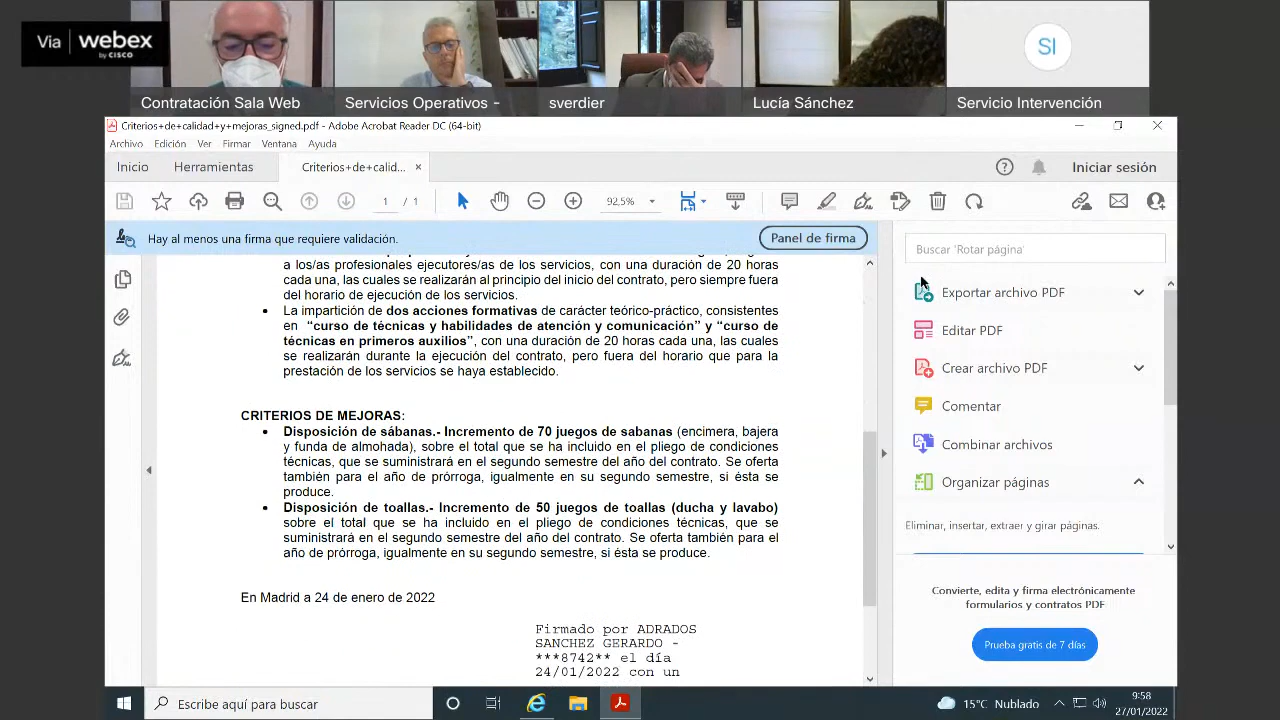 Via webex
by CISCO
SI
Contratación Sala Web
Servicios Operativos -
sverdier
Lucía Sánchez
Servicio Intervención
Criterios+de+calidad+y+mejoras_signed.pdf - Adobe Acrobat Reader DC (64-bit)
Archivo Edición Ver Firmar Ventana Ayuda
Inicio Herramientas Criterios+de+calid... × Iniciar sesión
1 / 1 92,5%
Hay al menos una firma que requiere validación. Panel de firma
a los/as profesionales ejecutores/as de los servicios, con una duración de 20 horas
cada una, las cuales se realizarán al principio del inicio del contrato, pero siempre fuera
del horario de ejecución de los servicios.
• La impartición de dos acciones formativas de carácter teórico-práctico, consistentes
en “curso de técnicas y habilidades de atención y comunicación” y “curso de
técnicas en primeros auxilios”, con una duración de 20 horas cada una, las cuales
se realizarán durante la ejecución del contrato, pero fuera del horario que para la
prestación de los servicios se haya establecido.
CRITERIOS DE MEJORAS:
• Disposición de sábanas.- Incremento de 70 juegos de sabanas (encimera, bajera
y funda de almohada), sobre el total que se ha incluido en el pliego de condiciones
técnicas, que se suministrará en el segundo semestre del año del contrato. Se oferta
también para el año de prórroga, igualmente en su segundo semestre, si ésta se
produce.
• Disposición de toallas.- Incremento de 50 juegos de toallas (ducha y lavabo)
sobre el total que se ha incluido en el pliego de condiciones técnicas, que se
suministrará en el segundo semestre del año del contrato. Se oferta también para el
año de prórroga, igualmente en su segundo semestre, si ésta se produce.
En Madrid a 24 de enero de 2022
Firmado por ADRADOS
SANCHEZ GERARDO -
***8742** el día
24/01/2022 con un
Buscar 'Rotar página'
Exportar archivo PDF
Editar PDF
Crear archivo PDF
Comentar
Combinar archivos
Organizar páginas
Eliminar, insertar, extraer y girar páginas.
Convierte, edita y firma electrónicamente
formularios y contratos PDF
Prueba gratis de 7 días
Escribe aquí para buscar
15°C Nublado
9:58
27/01/2022